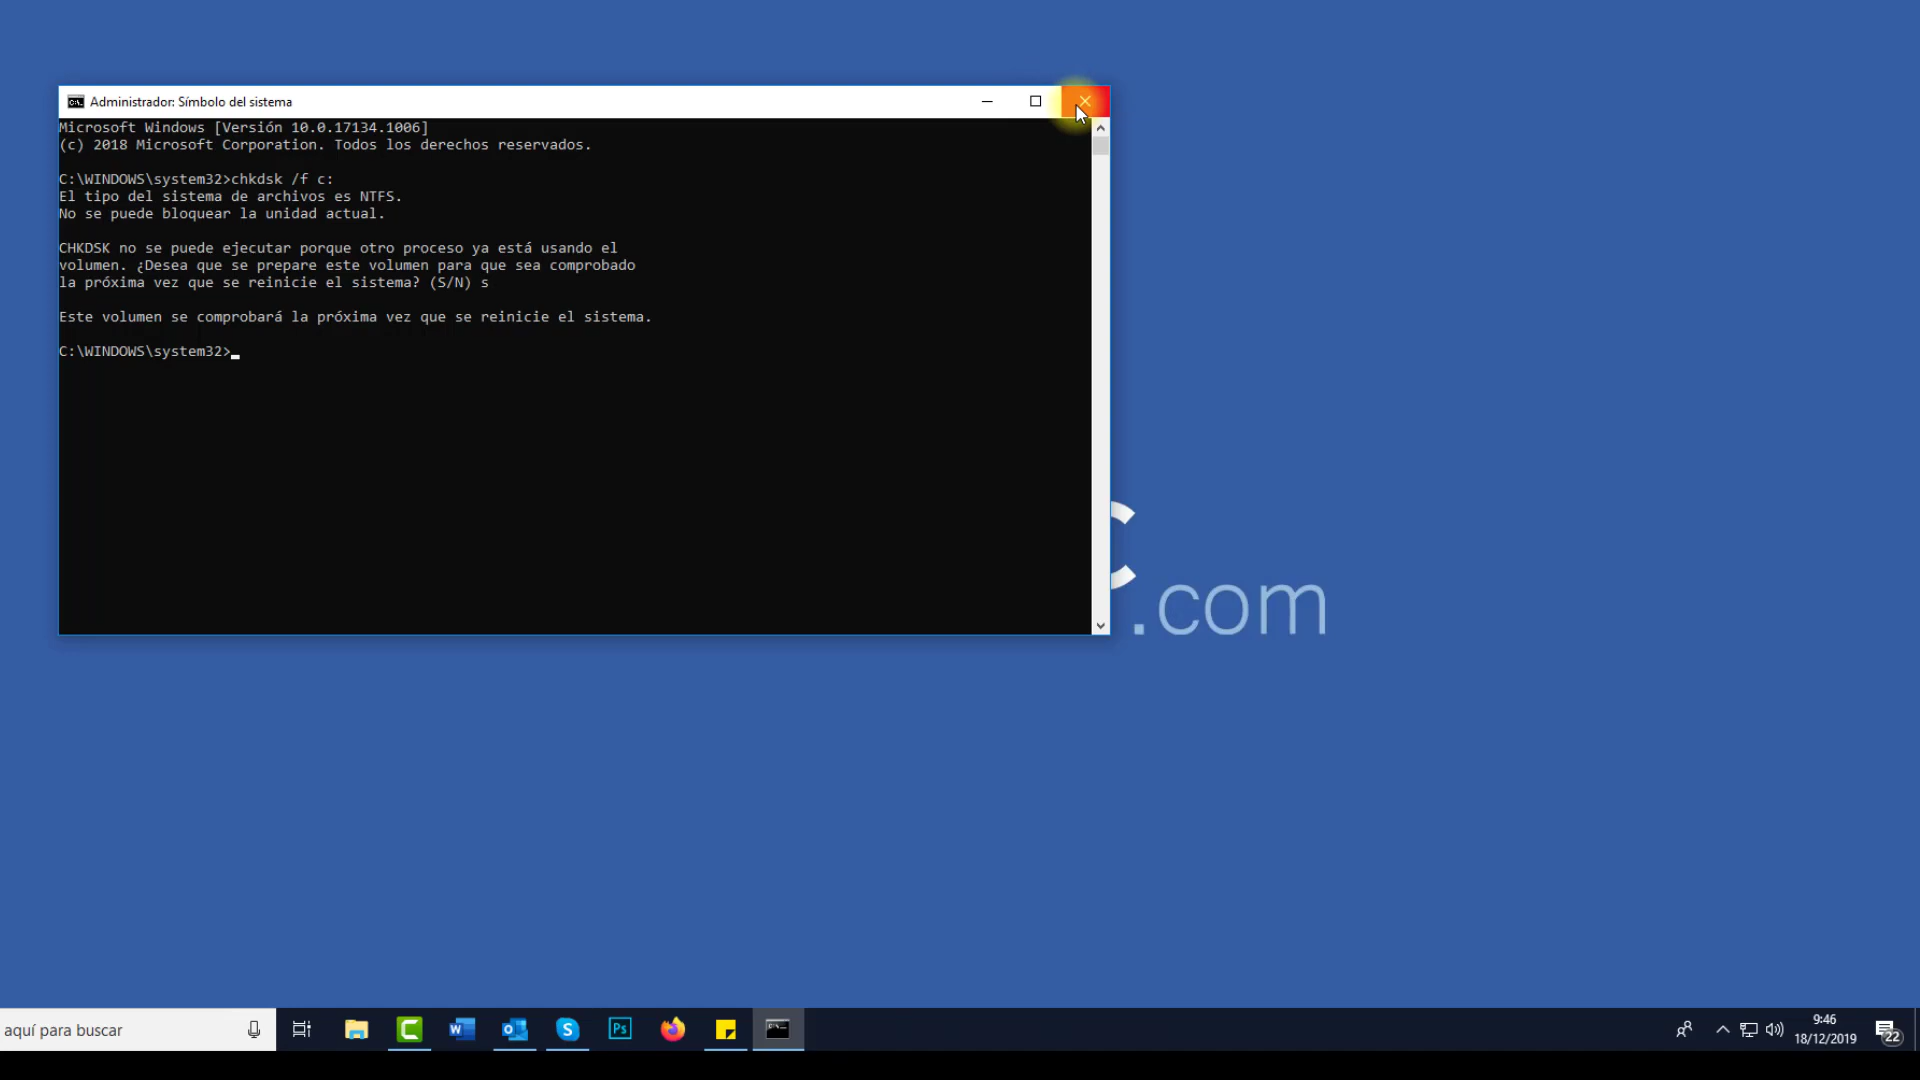 Administrador: Símbolo del sistema
Microsoft Windows [Versión 10.0.17134.1006]
(c) 2018 Microsoft Corporation. Todos los derechos reservados.
C:\WINDOWS\system32>chkdsk /f c:
El tipo del sistema de archivos es NTFS.
No se puede bloquear la unidad actual.
CHKDSK no se puede ejecutar porque otro proceso ya está usando el
volumen. ¿Desea que se prepare este volumen para que sea comprobado
la próxima vez que se reinicie el sistema? (S/N) s
Este volumen se comprobará la próxima vez que se reinicie el sistema.
C:\WINDOWS\system32>
.com
aquí para buscar
Ps
9:46
18/12/2019
22